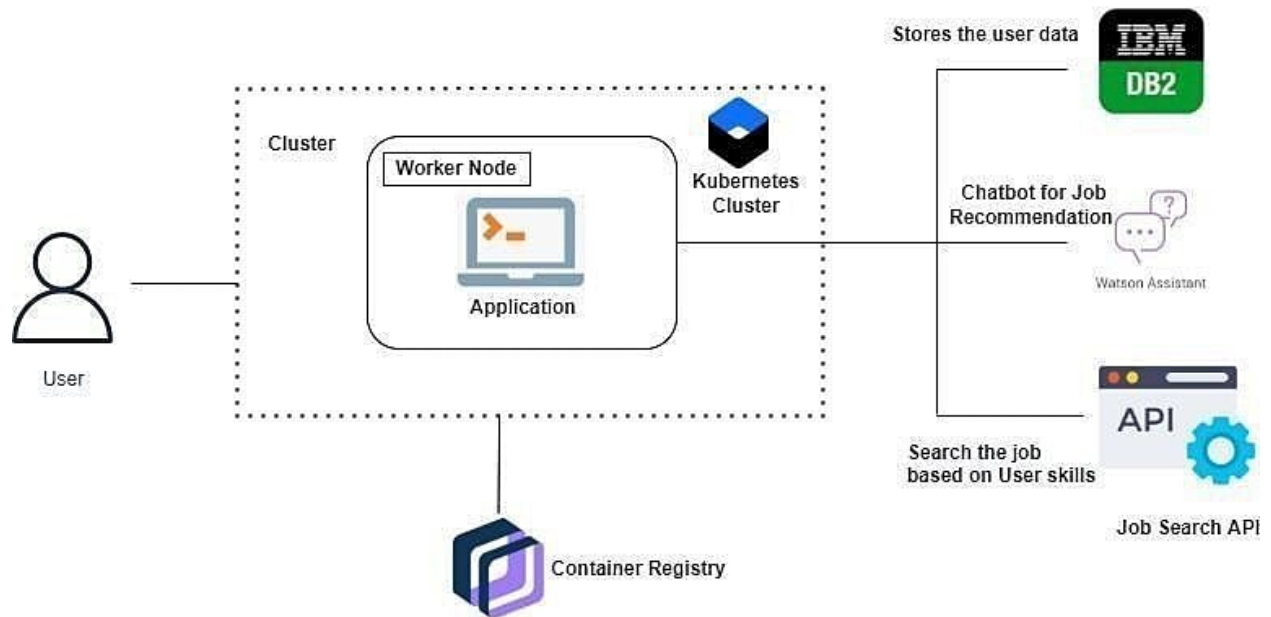 Stores the user data
IBM
DB2
Cluster
Worker Node
Kubernetes
Cluster
Application
Chatbot for Job
Recommendation
?
Watson Assistant
User
API
Search the job
based on User skills
Job Search API
Container Registry